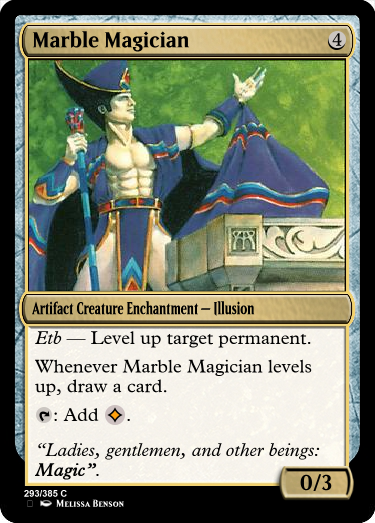 Marble Magician 4
Artifact Creature Enchantment – Illusion
Etb — Level up target permanent.
Whenever Marble Magician levels
up, draw a card.
: Add .
“Ladies, gentlemen, and other beings:
Magic”.
0/3
293/385 C
Melissa Benson